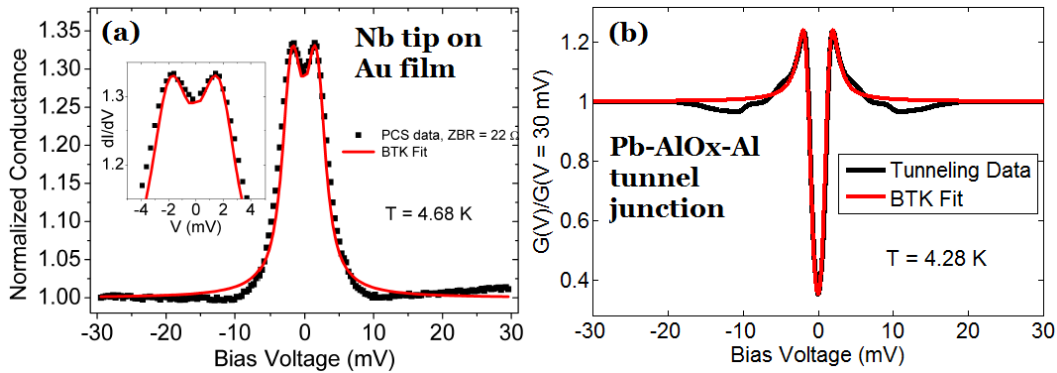 (a)
Nb tip on
Au film
PCS data, ZBR = 22 Ω
BTK Fit
T = 4.68 K
Normalized Conductance
1.35
1.30
1.25
1.20
1.15
1.10
1.05
1.00
-30 -20 -10 0 10 20 30
Bias Voltage (mV)
dI/dV
1.3
1.2
-4 -2 0 2 4
V (mV)
(b)
Pb-AlOx-Al
tunnel
junction
Tunneling Data
BTK Fit
T = 4.28 K
G(V)/G(V = 30 mV)
1.2
1
0.8
0.6
0.4
-30 -20 -10 0 10 20 30
Bias Voltage (mV)